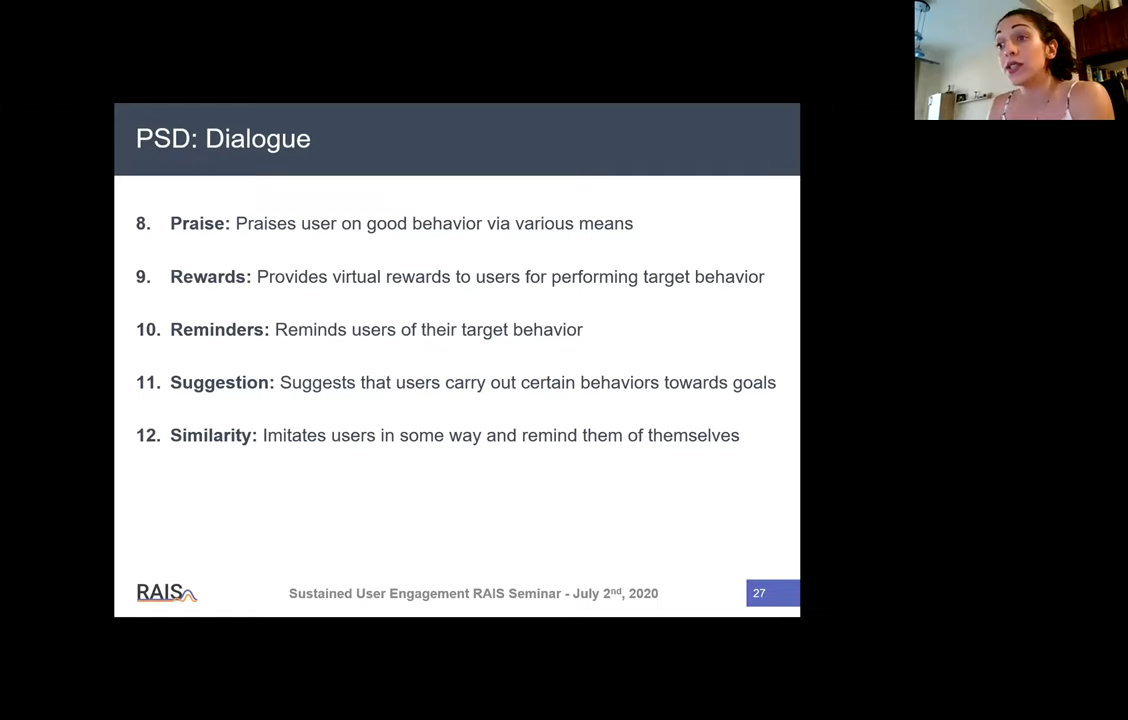 PSD: Dialogue
8. Praise: Praises user on good behavior via various means
9. Rewards: Provides virtual rewards to users for performing target behavior
10. Reminders: Reminds users of their target behavior
11. Suggestion: Suggests that users carry out certain behaviors towards goals
12. Similarity: Imitates users in some way and remind them of themselves
RAIS
Sustained User Engagement RAIS Seminar - July 2nd, 2020
27